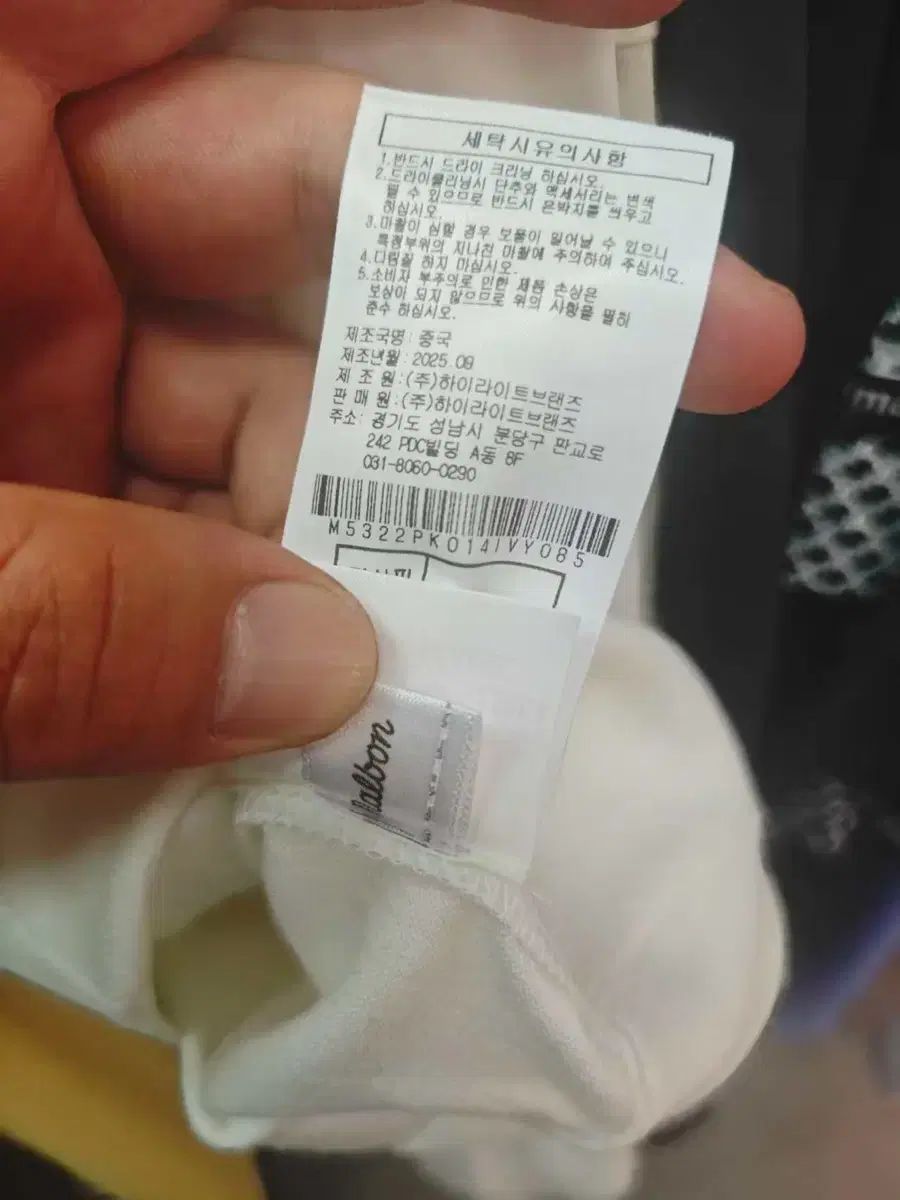 세탁시유의사항
1.반드시 드라이 크리닝 하십시오.
2.드라이클리닝시 단추와 액세서리는 변색
될 수 있으므로 반드시 은박지를 씌우고
하십시오.
3.마찰이 심할 경우 보풀이 일어날 수 있으니
특정부위의 지나친 마찰에 주의하여 주십시오.
4.다림질 하지 마십시오.
5.소비자 부주의로 인한 제품 손상은
보상이 되지 않으므로 위의 사항을 필히
준수 하십시오.
제조국명: 중국
제조년월: 2025.09
제 조 원:(주)하이라이트브랜즈
판 매 원:(주)하이라이트브랜즈
주소: 경기도 성남시 분당구 판교로
242 PDC빌딩 A동 8F
031-8060-0290
M5322PK014IVY085
Malbon